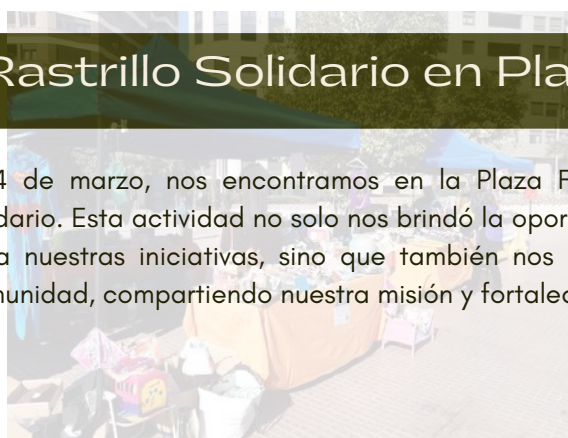 Rastrillo Solidario en Pla
4 de marzo, nos encontramos en la Plaza F
dario. Esta actividad no solo nos brindó la opor
a nuestras iniciativas, sino que también nos
unidad, compartiendo nuestra misión y fortalec